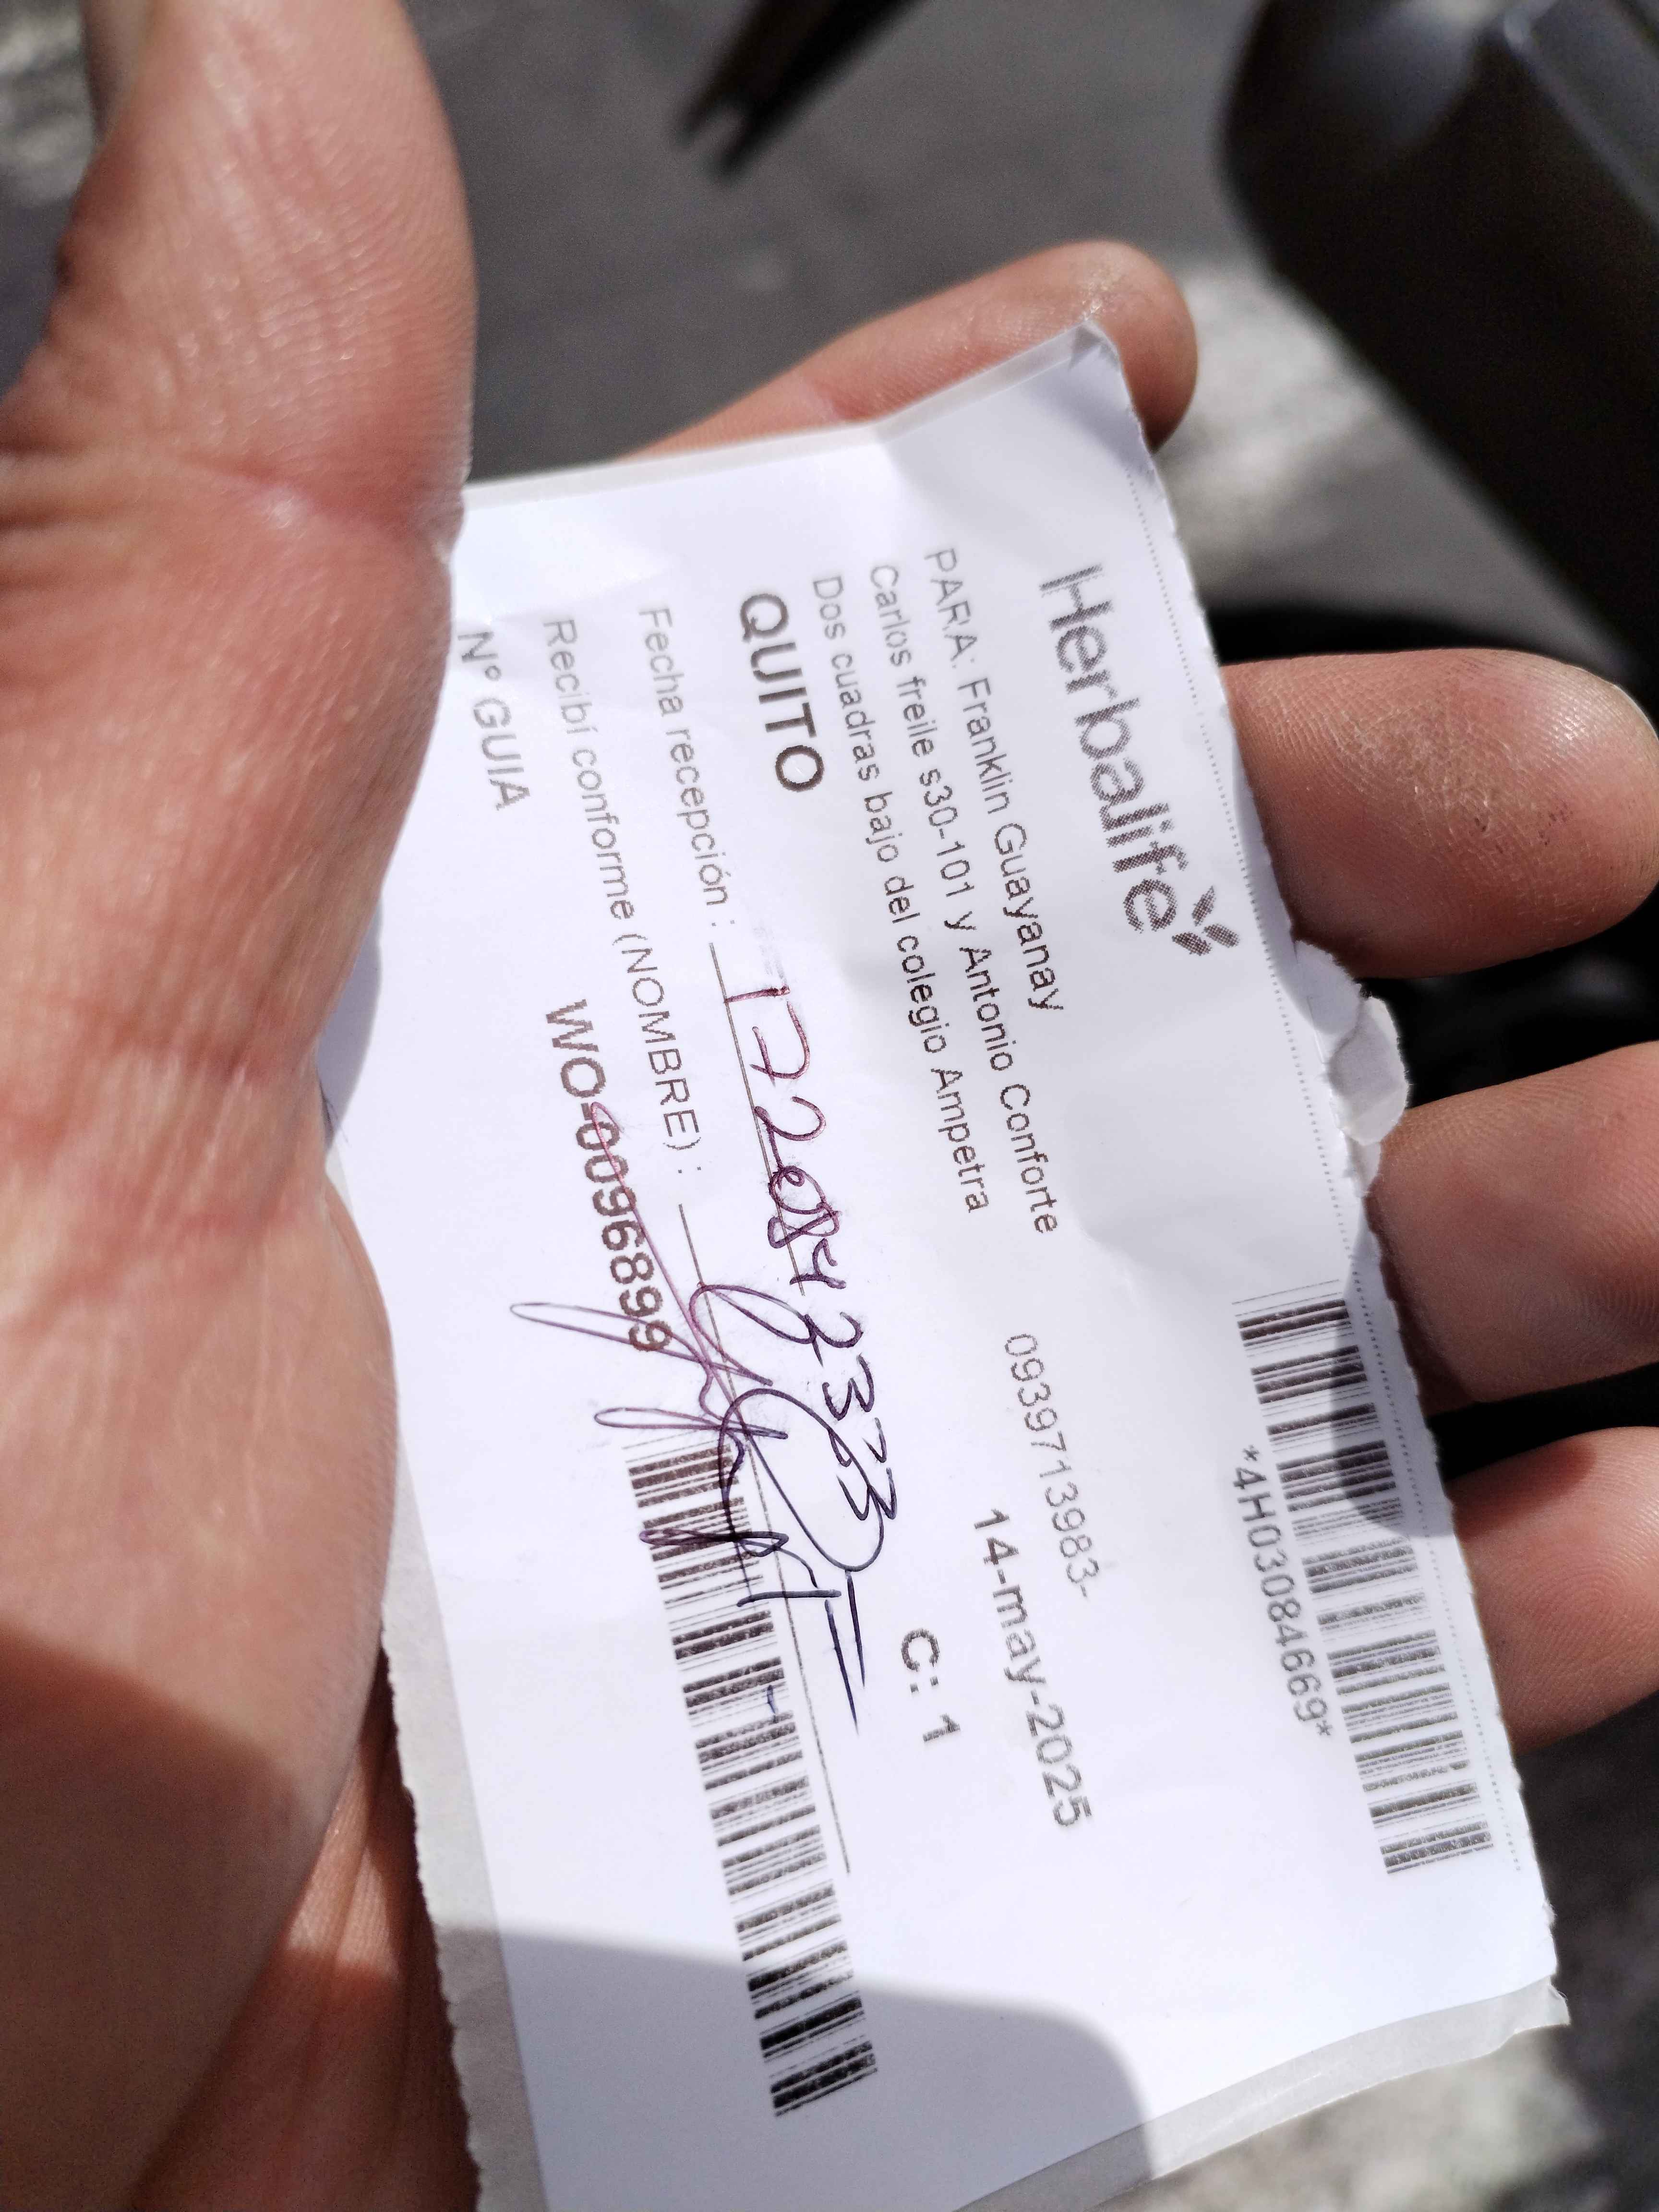 Herbalife
*4H03084669*
PARA: Franklin Guayanay
0939713983-
Carlos freile s30-101 y Antonio Conforte
Dos cuadras bajo del colegio Ampetra
14-may-2025
QUITO
C: 1
Fecha recepción :
Recibí conforme (NOMBRE) :
Nº GUIA
WO-0096899